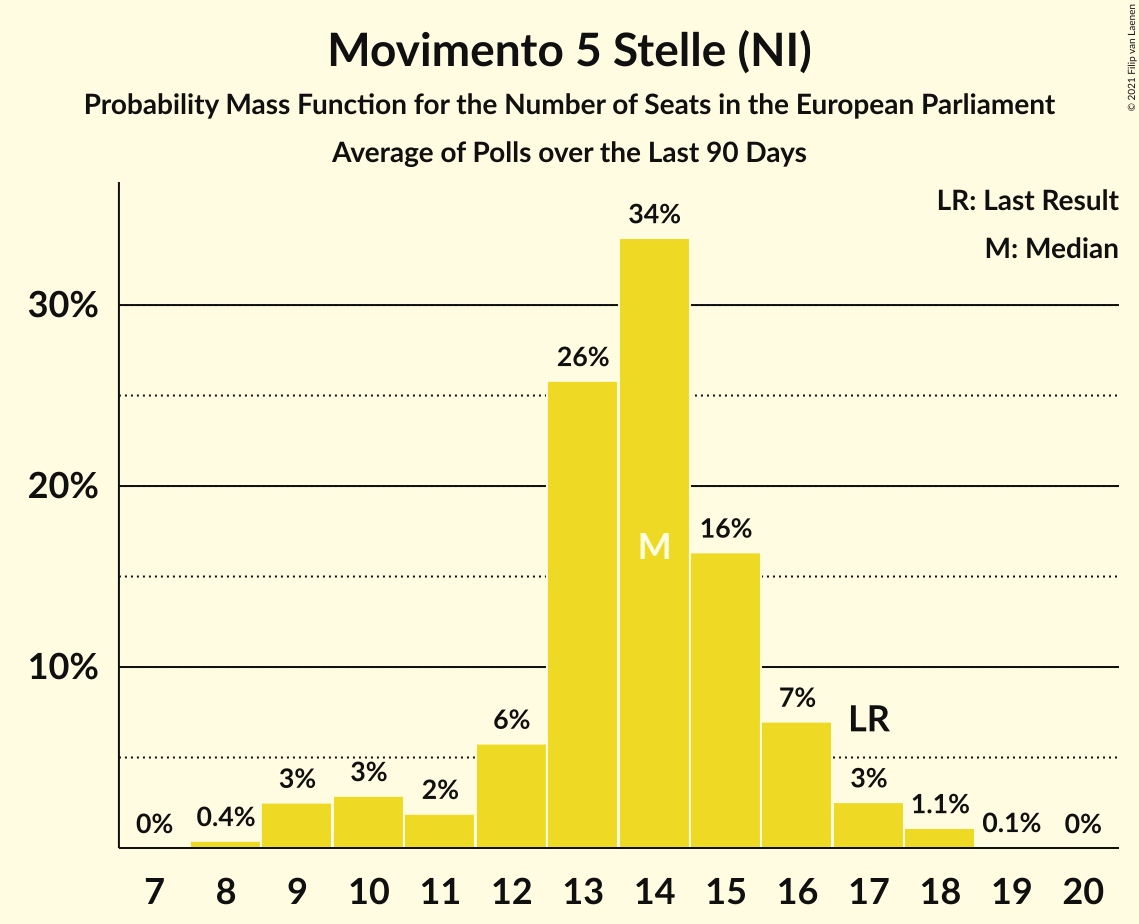 Movimento 5 Stelle (NI)
Probability Mass Function for the Number of Seats in the European Parliament
Average of Polls over the Last 90 Days
© 2021 Filip van Laenen
LR: Last Result
M: Median
34%
30%
26%
20%
16%
M
10%
7%
LR
6%
3%
3%
2%
3%
1.1%
0%
0.4%
0.1%
0%
7 8 9 10 11 12 13 14 15 16 17 18 19 20